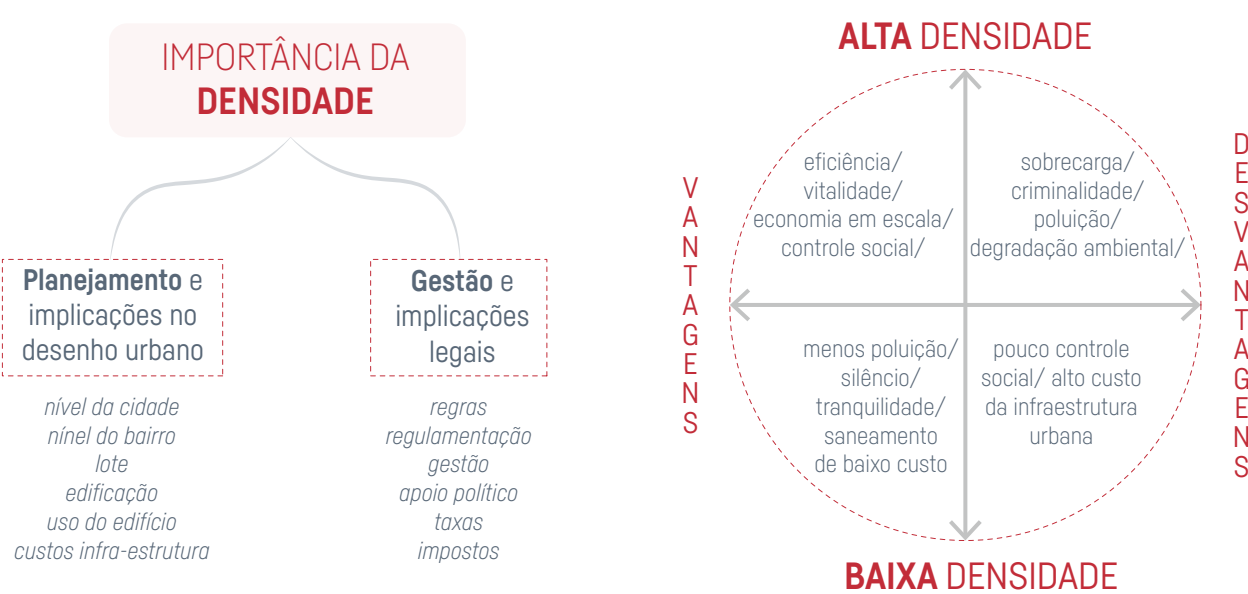 IMPORTÂNCIA DA
DENSIDADE
Planejamento e
implicações no
desenho urbano
nível da cidade
nínel do bairro
lote
edificação
uso do edifício
custos infra-estrutura
Gestão e
implicações
legais
regras
regulamentação
gestão
apoio político
taxas
impostos
ALTA DENSIDADE
VANTAGENS
eficiência/
vitalidade/
economia em escala/
controle social/
sobrecarga/
criminalidade/
poluição/
degradação ambiental/
menos poluição/
silêncio/
tranquilidade/
saneamento
de baixo custo
pouco controle
social/ alto custo
da infraestrutura
urbana
DESVANTAGENS
BAIXA DENSIDADE